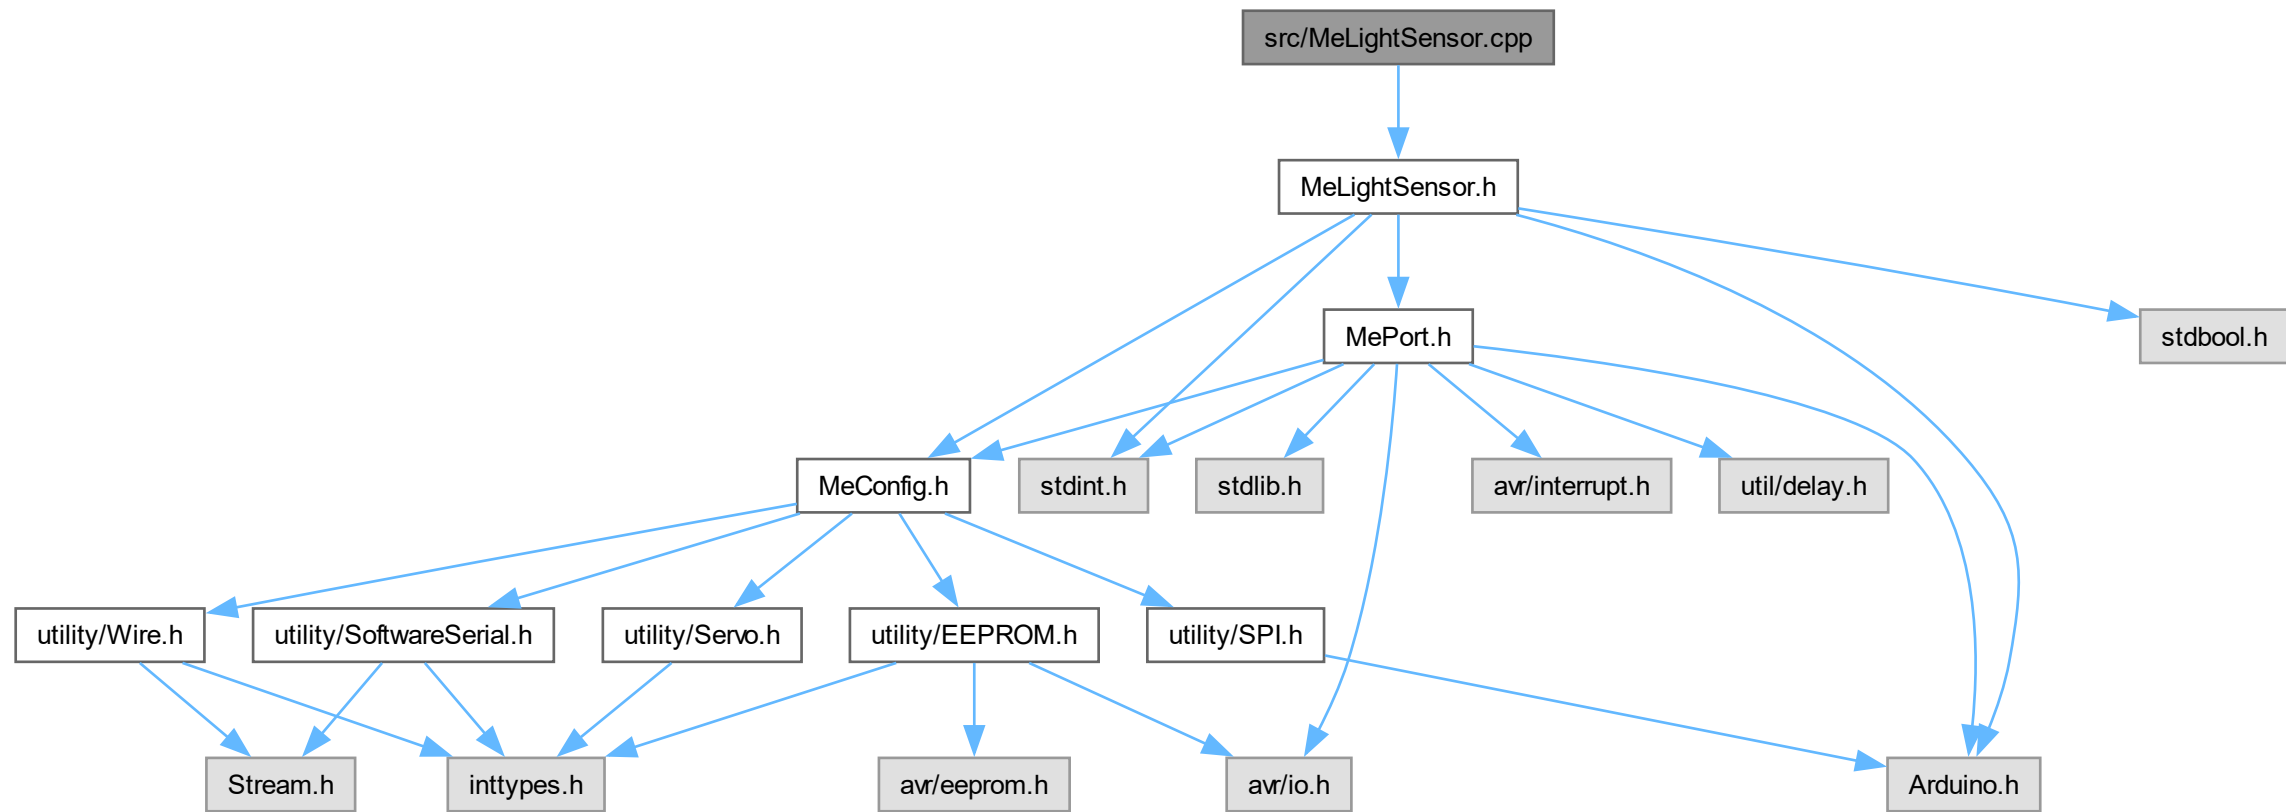 src/MeLightSensor.cpp
MeLightSensor.h
MePort.h
stdbool.h
MeConfig.h
stdint.h
stdlib.h
avr/interrupt.h
util/delay.h
utility/Wire.h
utility/SoftwareSerial.h
utility/Servo.h
utility/EEPROM.h
utility/SPI.h
Stream.h
inttypes.h
avr/eeprom.h
avr/io.h
Arduino.h